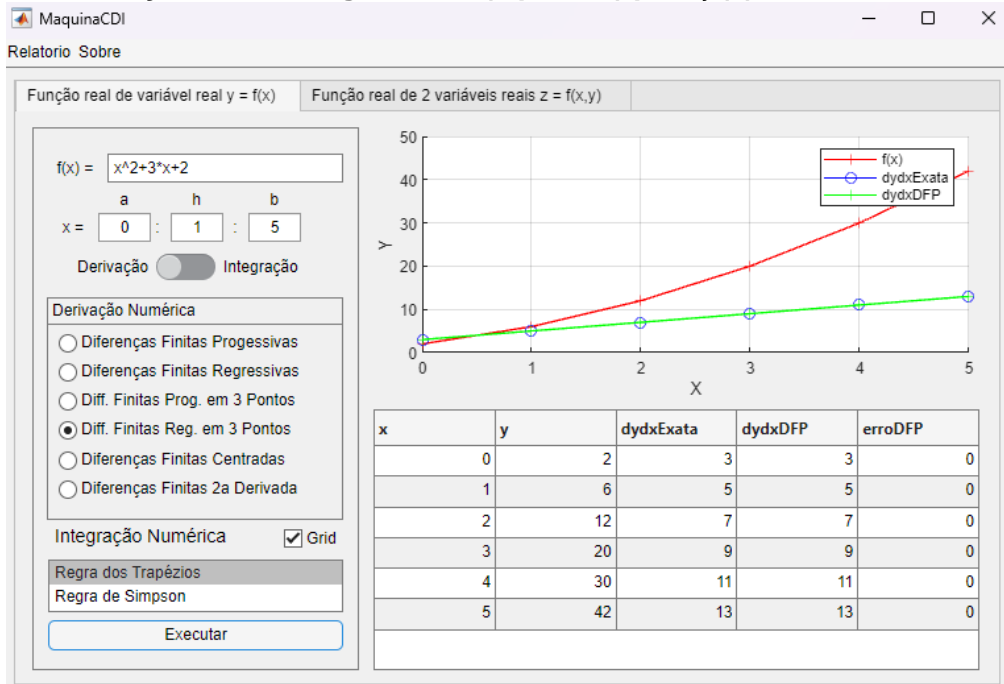 MaquinaCDI
Relatorio Sobre
Função real de variável real y = f(x) Função real de 2 variáveis reais z = f(x,y)
f(x) = x^2+3*x+2
a h b
x = 0 : 1 : 5
Derivação Integração
Derivação Numérica
Diferenças Finitas Progessivas
Diferenças Finitas Regressivas
Diff. Finitas Prog. em 3 Pontos
Diff. Finitas Reg. em 3 Pontos
Diferenças Finitas Centradas
Diferenças Finitas 2a Derivada
Integração Numérica Grid
Regra dos Trapézios
Regra de Simpson
Executar
50
40
30
20
10
0
Y
0 1 2 3 4 5
X
f(x)
dydxExata
dydxDFP
x y dydxExata dydxDFP erroDFP
0 2 3 3 0
1 6 5 5 0
2 12 7 7 0
3 20 9 9 0
4 30 11 11 0
5 42 13 13 0